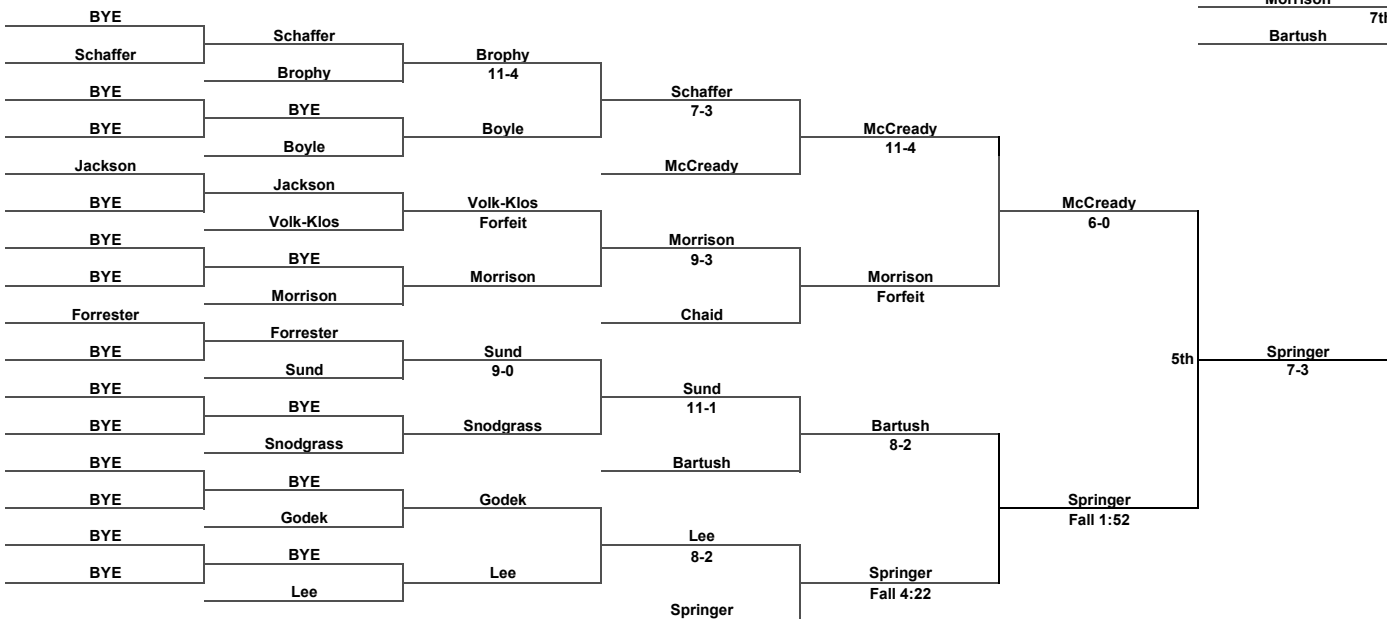 BYE
Schaffer
BYE
BYE
Jackson
BYE
BYE
BYE
Forrester
BYE
BYE
BYE
BYE
BYE
BYE
BYE
Schaffer
Brophy
BYE
Boyle
Jackson
Volk-Klos
BYE
Morrison
Forrester
Sund
BYE
Snodgrass
BYE
Godek
BYE
Lee
Brophy
11-4
Boyle
Volk-Klos
Forfeit
Morrison
Sund
9-0
Snodgrass
Godek
Lee
Schaffer
7-3
McCready
Morrison
9-3
Chaid
Sund
11-1
Bartush
Lee
8-2
Springer
McCready
11-4
Morrison
Forfeit
Bartush
8-2
Springer
Fall 4:22
McCready
6-0
Springer
Fall 1:52
5th
Morrison
7th
Bartush
Springer
7-3